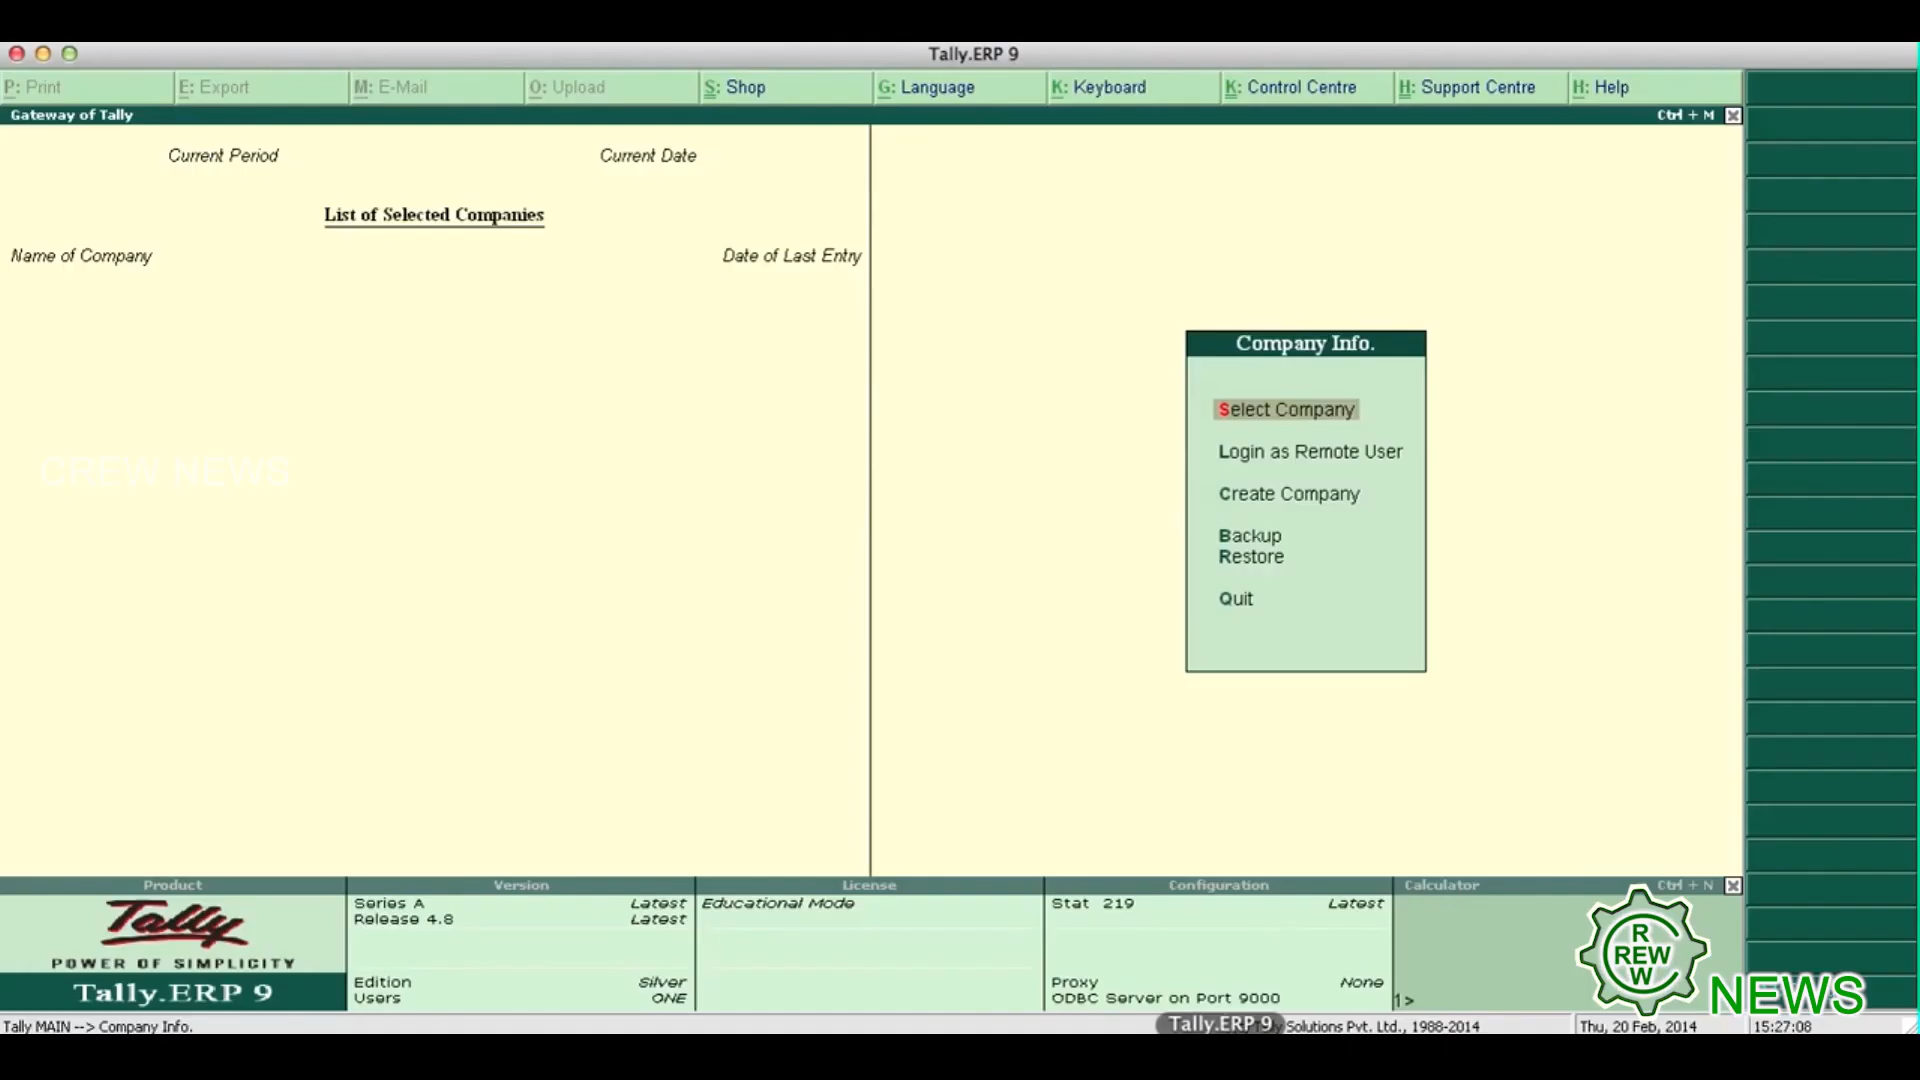 Tally.ERP 9
P: Print E: Export M: E-Mail O: Upload S: Shop G: Language K: Keyboard K: Control Centre H: Support Centre H: Help
Gateway of Tally Ctrl + M
Current Period Current Date
List of Selected Companies
Name of Company Date of Last Entry
Company Info.
Select Company
Login as Remote User
Create Company
Backup
Restore
Quit
CREW NEWS
Product Version License Configuration Calculator Ctrl + N
Tally
POWER OF SIMPLICITY
Tally.ERP 9
Series A Latest
Release 4.8 Latest
Edition Silver
Users ONE
Educational Mode
Stat 219 Latest
Proxy None
ODBC Server on Port 9000
1>
R
REW
W
NEWS
Tally MAIN --> Company Info. Tally.ERP 9 Solutions Pvt. Ltd., 1988-2014 Thu, 20 Feb, 2014 15:27:08